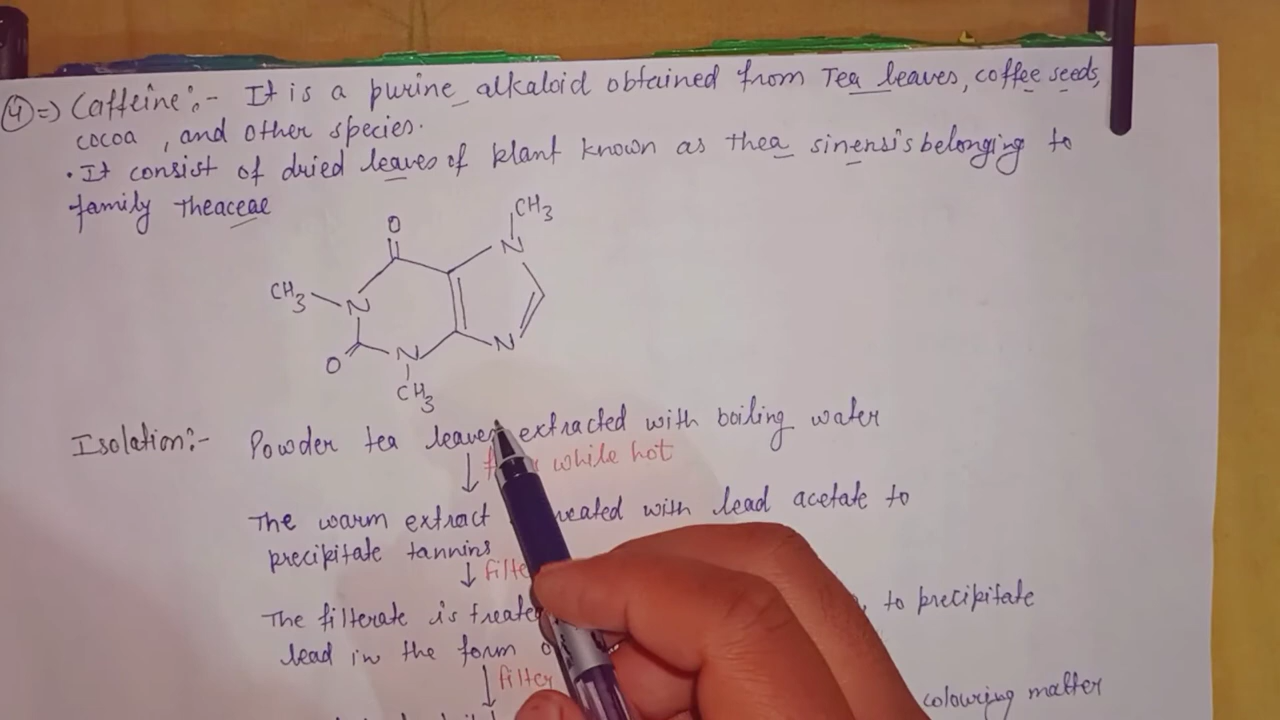 ④=) Caffeine:- It is a purine alkaloid obtained from Tea leaves, coffee seeds,
cocoa, and other species.
• It consist of dried leaves of plant known as thea sinensis belonging to
family Theaceae
CH3
O
N
CH3
N
O
N
N
CH3
Isolation:- Powder tea leaves extracted with boiling water
while hot
The warm extract treated with lead acetate to
precipitate tannins
The filterate is treated to precipitate
lead in the form
filter
colouring matter